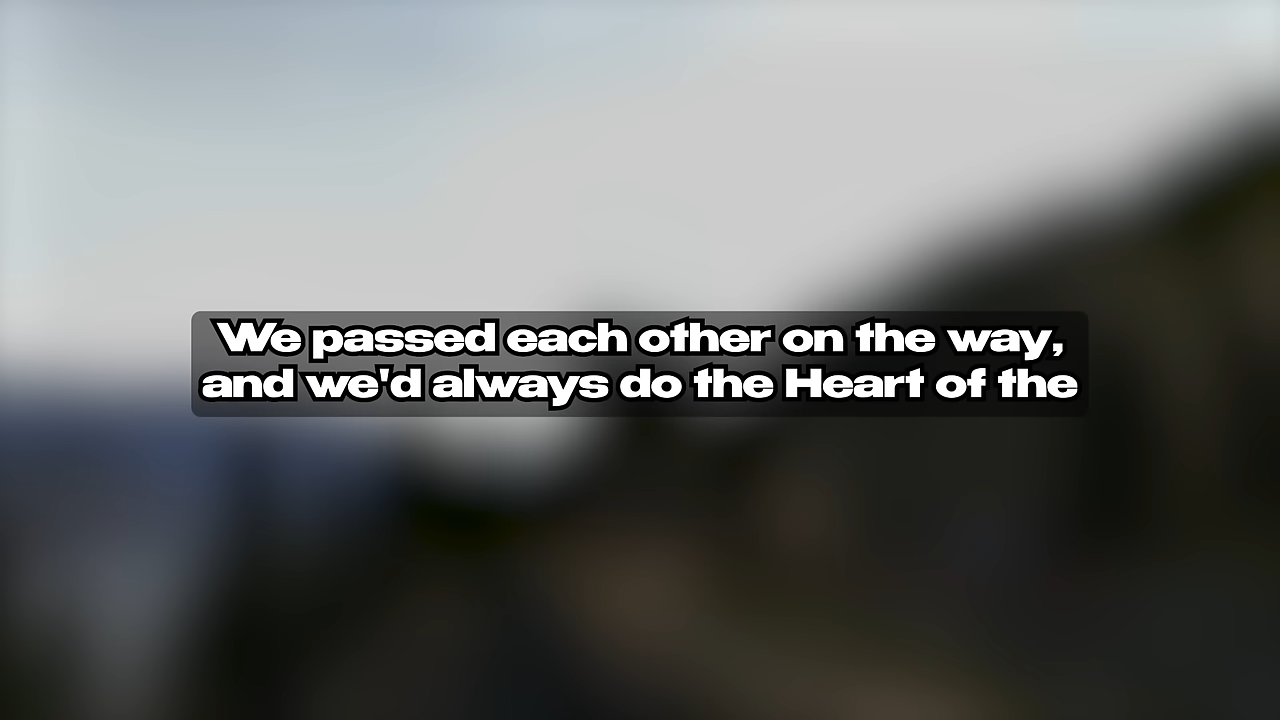 We passed each other on the way,
and we'd always do the Heart of the